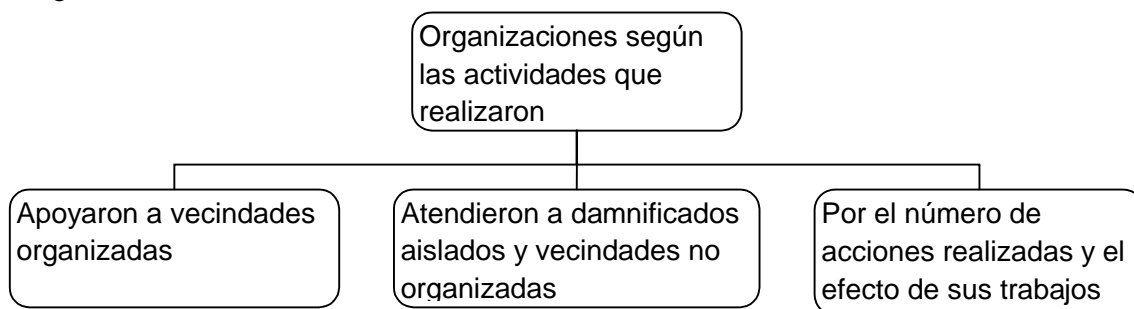 Organizaciones según
las actividades que
realizaron
Apoyaron a vecindades
organizadas
Atendieron a damnificados
aislados y vecindades no
organizadas
Por el número de
acciones realizadas y el
efecto de sus trabajos